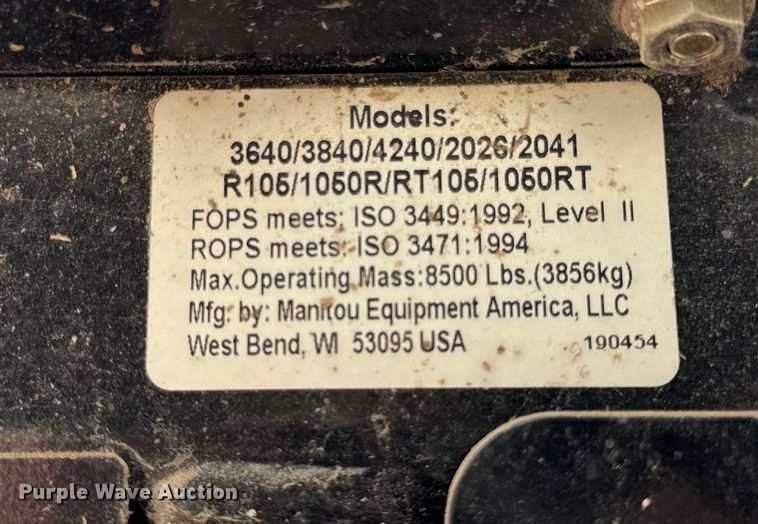 Models:
3640/3840/4240/2026/2041
R105/1050R/RT105/1050RT
FOPS meets: ISO 3449:1992, Level II
ROPS meets: ISO 3471:1994
Max.Operating Mass:8500 Lbs.(3856kg)
Mfg. by: Manitou Equipment America, LLC
West Bend, WI 53095 USA 190454
Purple Wave Auction